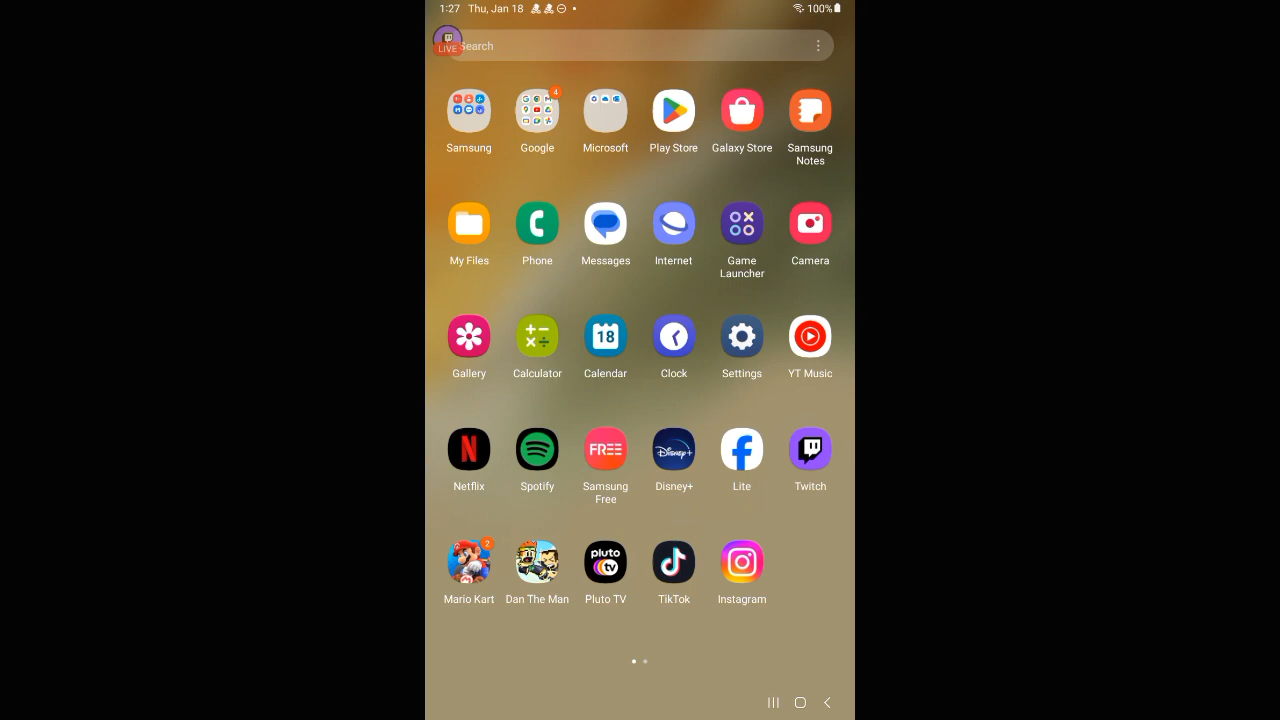 1:27 Thu, Jan 18 100%
LIVE Search
4
Samsung Google Microsoft Play Store Galaxy Store Samsung
Notes
My Files Phone Messages Internet Game Camera
Launcher
18
Gallery Calculator Calendar Clock Settings YT Music
N FREE Disney+
Netflix Spotify Samsung Disney+ Lite Twitch
Free
2 pluto
tv
Mario Kart Dan The Man Pluto TV TikTok Instagram